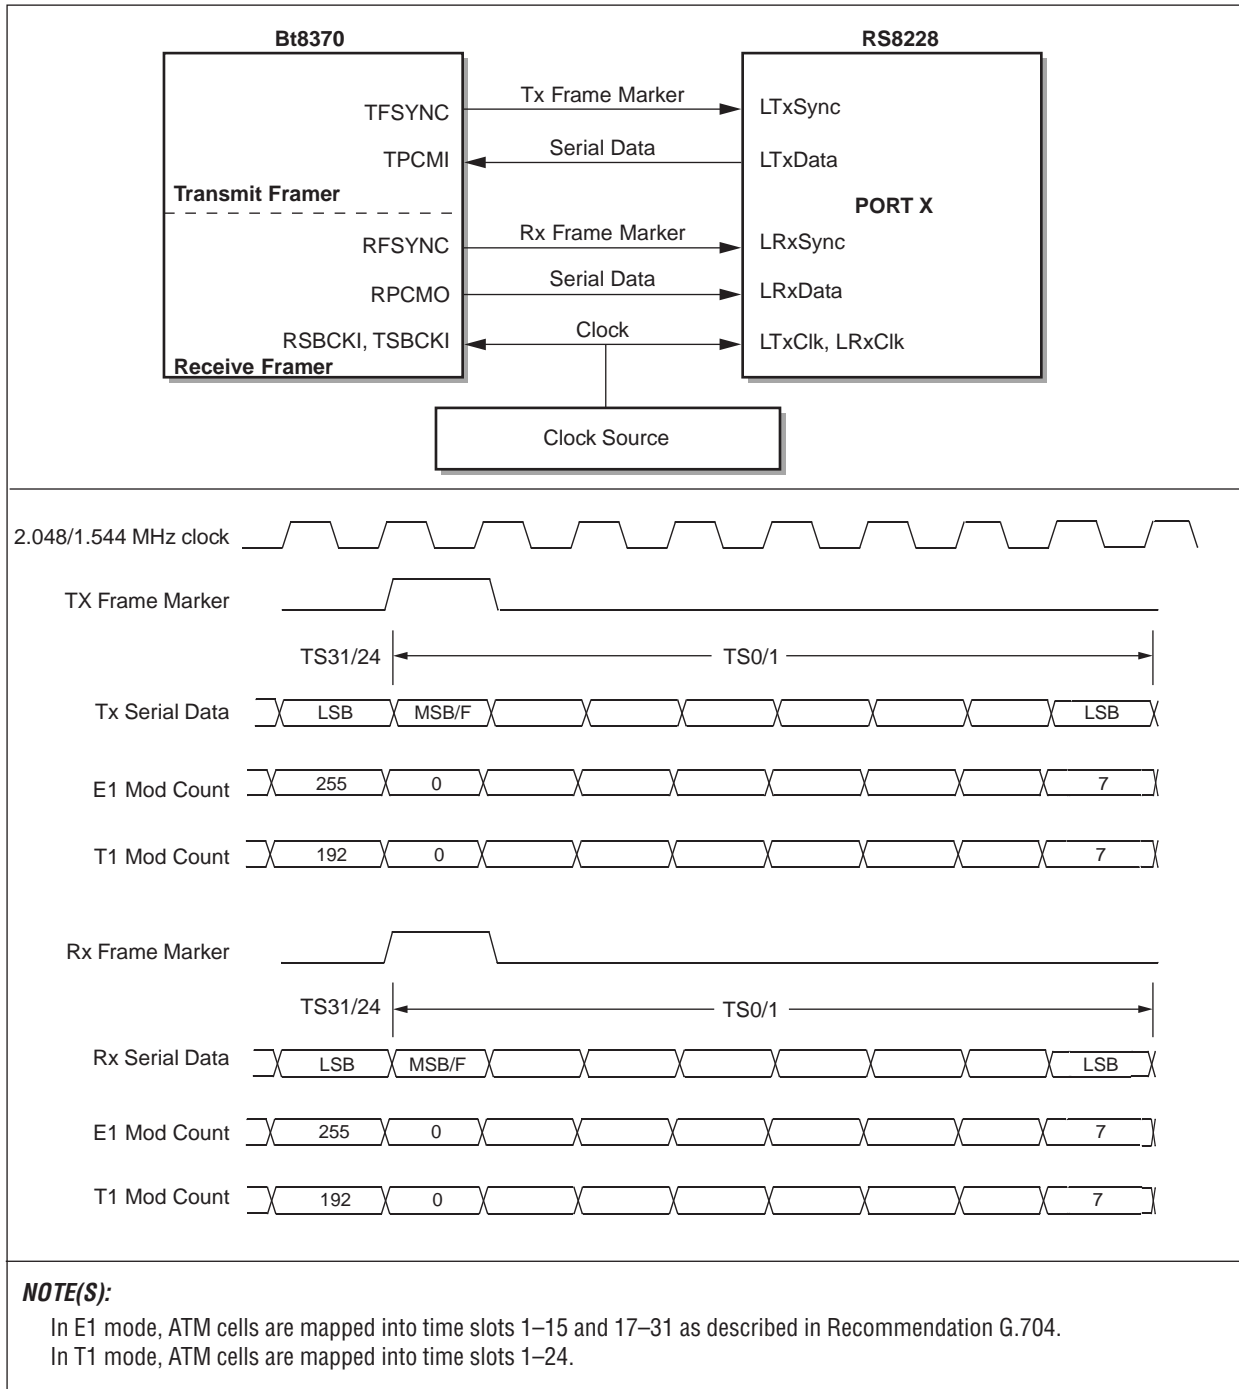 Bt8370 RS8228
TFSYNC Tx Frame Marker LTxSync
TPCMI Serial Data LTxData
Transmit Framer PORT X
RFSYNC Rx Frame Marker LRxSync
RPCMO Serial Data LRxData
RSBCKI, TSBCKI Clock LTxClk, LRxClk
Receive Framer
Clock Source
2.048/1.544 MHz clock
TX Frame Marker
TS31/24 TS0/1
Tx Serial Data LSB MSB/F LSB
E1 Mod Count 255 0 7
T1 Mod Count 192 0 7
Rx Frame Marker
TS31/24 TS0/1
Rx Serial Data LSB MSB/F LSB
E1 Mod Count 255 0 7
T1 Mod Count 192 0 7
NOTE(S):
In E1 mode, ATM cells are mapped into time slots 1–15 and 17–31 as described in Recommendation G.704.
In T1 mode, ATM cells are mapped into time slots 1–24.